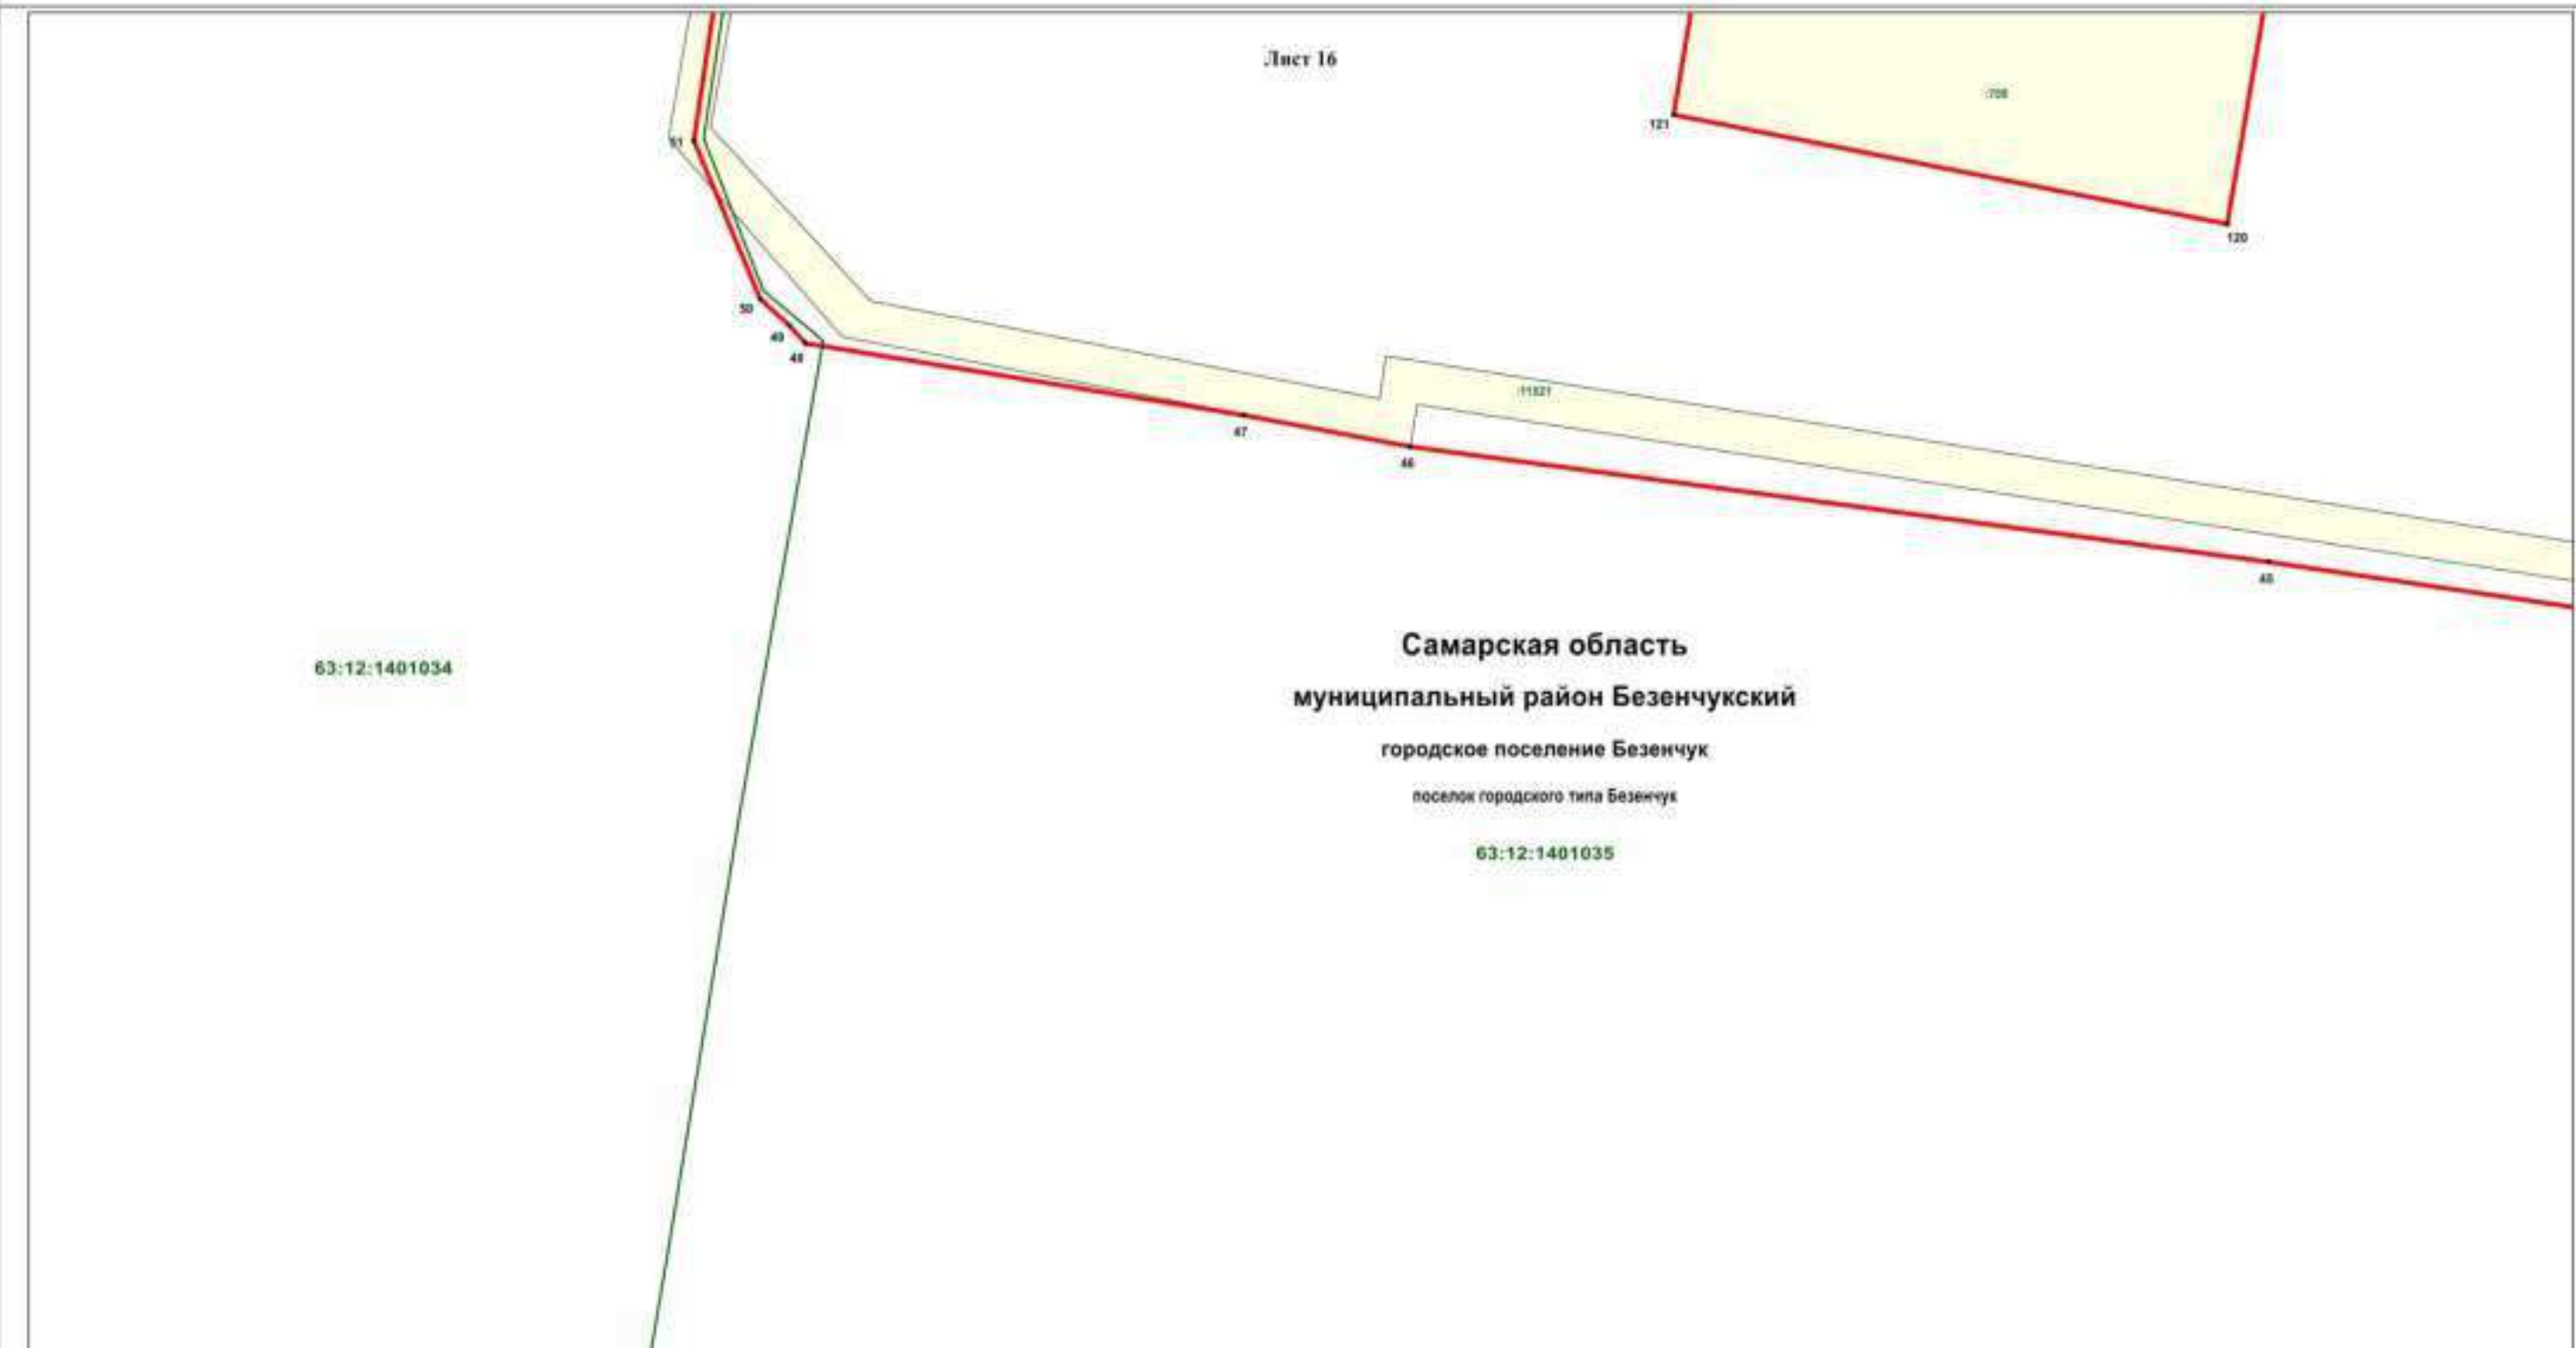 Лист 16
121
120
51
50
49
48
47
46
45
63:12:1401034
Самарская область
муниципальный район Безенчукский
городское поселение Безенчук
поселок городского типа Безенчук
63:12:1401035